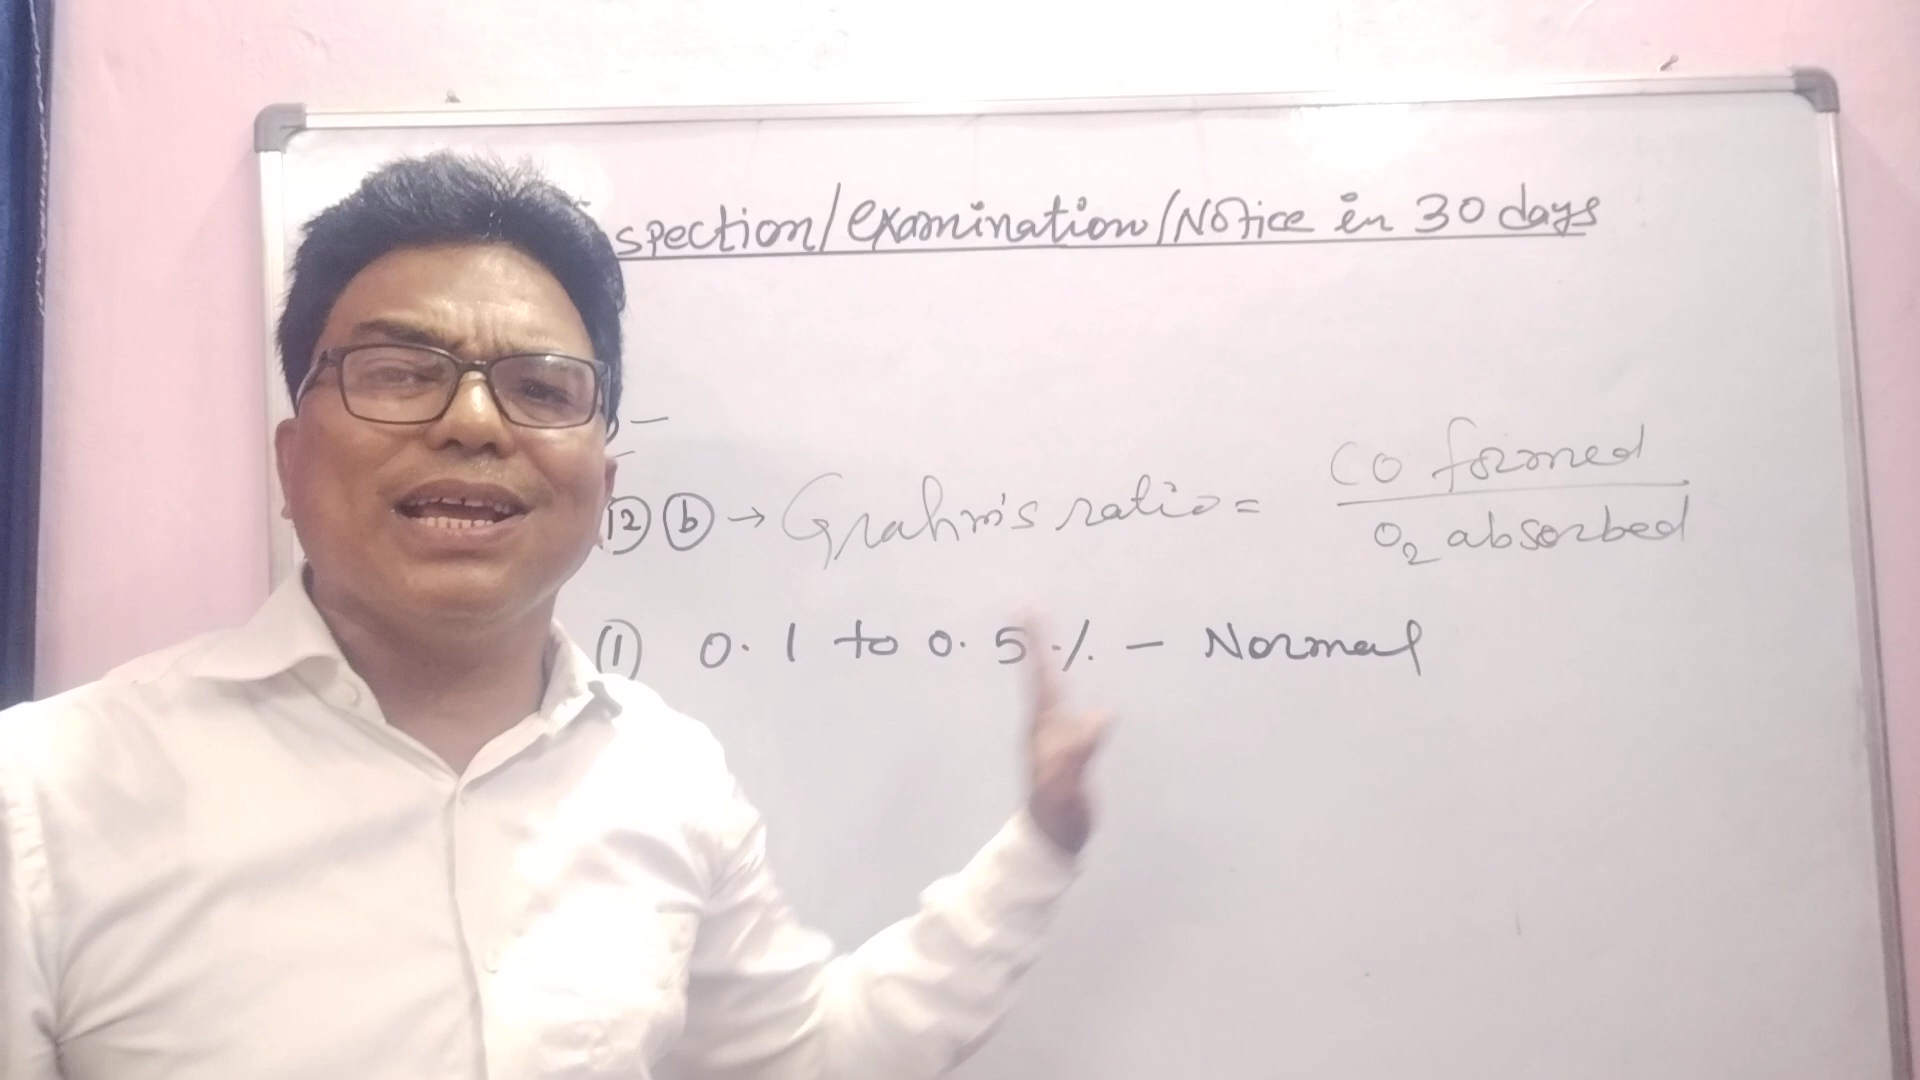 spection/examination/Notice in 30 days
12 b → Grahm's ratio = CO formed / O2 absorbed
1 0.1 to 0.5 % - Normal